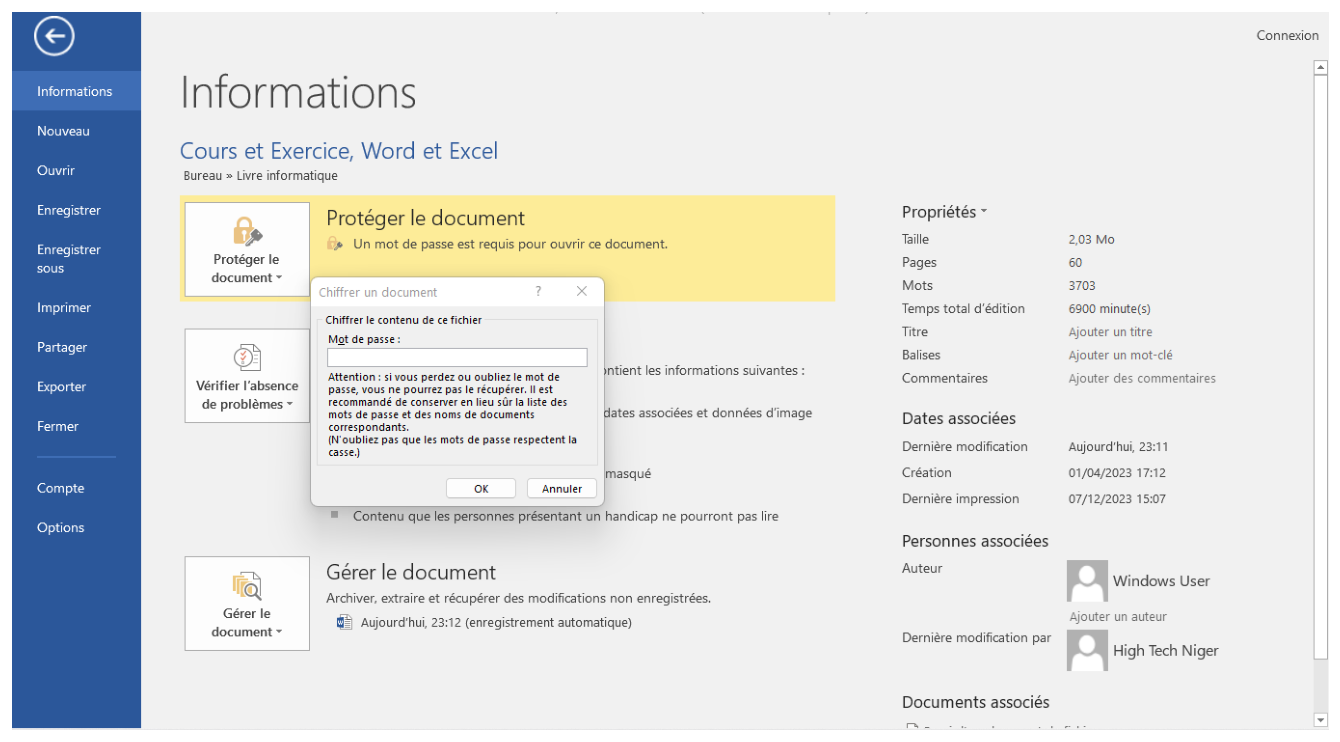 Connexion
Informations
Nouveau
Ouvrir
Enregistrer
Enregistrer
sous
Imprimer
Partager
Exporter
Fermer
Compte
Options
Informations
Cours et Exercice, Word et Excel
Bureau » Livre informatique
Protéger le
document
Protéger le document
Un mot de passe est requis pour ouvrir ce document.
Chiffrer un document
?
Chiffrer le contenu de ce fichier
Mot de passe :
Attention : si vous perdez ou oubliez le mot de
passe, vous ne pourrez pas le récupérer. Il est
recommandé de conserver en lieu sûr la liste des
mots de passe et des noms de documents
correspondants.
(N'oubliez pas que les mots de passe respectent la
casse.)
OK
Annuler
Vérifier l'absence
de problèmes
les informations suivantes :
dates associées et données d'image
masqué
Contenu que les personnes présentant un handicap ne pourront pas lire
Gérer le
document
Gérer le document
Archiver, extraire et récupérer des modifications non enregistrées.
Aujourd'hui, 23:12 (enregistrement automatique)
Propriétés
Taille 2,03 Mo
Pages 60
Mots 3703
Temps total d'édition 6900 minute(s)
Titre Ajouter un titre
Balises Ajouter un mot-clé
Commentaires Ajouter des commentaires
Dates associées
Dernière modification Aujourd'hui, 23:11
Création 01/04/2023 17:12
Dernière impression 07/12/2023 15:07
Personnes associées
Auteur
Windows User
Ajouter un auteur
Dernière modification par
High Tech Niger
Documents associés